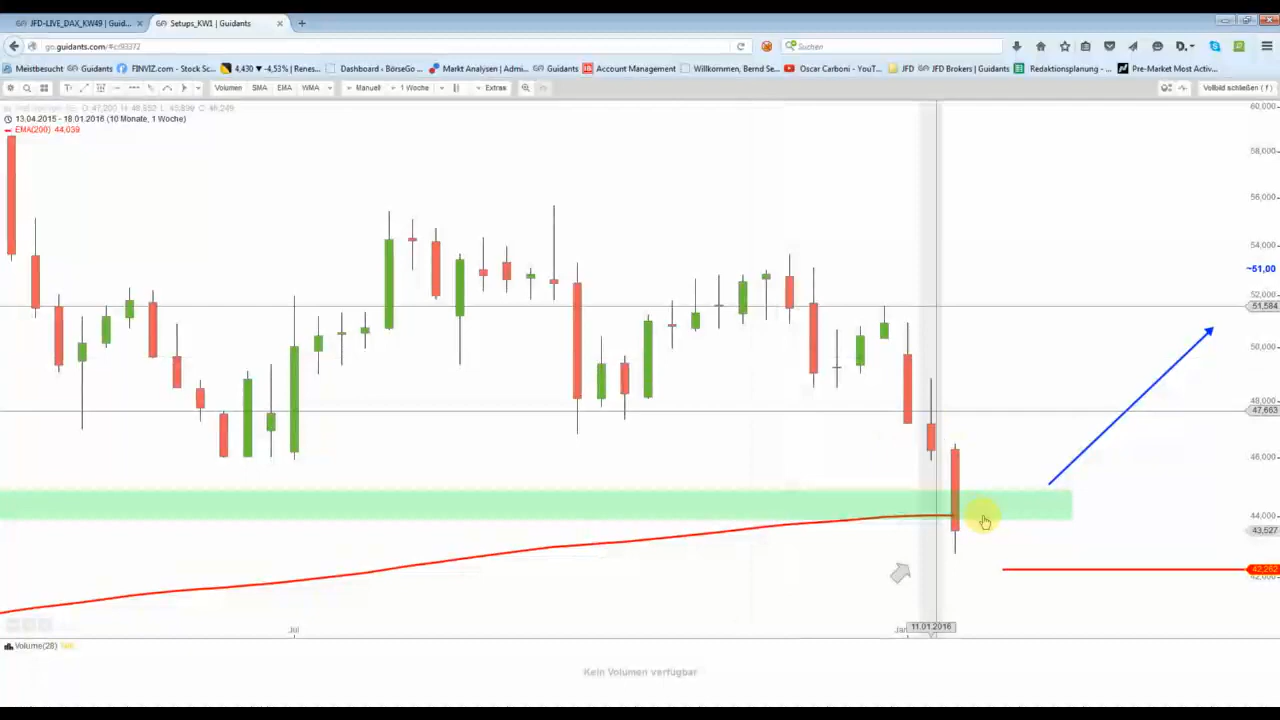 JFD-LIVE_DAX_KW49 | Guid... × Setups_KW1 | Guidants × +
go.guidants.com/#c/93372 Suchen
Meistbesucht Guidants FINVIZ.com - Stock Sc... 4,430 ▼ -4,53% | Renes... Dashboard - BörseGo ... Markt Analysen | Admi... Guidants Account Management Willkommen, Bernd Se... Oscar Carboni - YouT... JFD JFD Brokers | Guidants Redaktionsplanung - ... Pre-Market Most Activ...
Volumen SMA EMA WMA Manuell 1 Woche Extras Vollbild schließen ( f )
13.04.2015 - 18.01.2016 (10 Monate, 1 Woche)
EMA(200) 44,039
60,000
58,000
56,000
54,000
~51,00
52,000
51,584
50,000
48,000
47,663
46,000
44,000
43,527
42,262
42,000
Jul Jan 11.01.2016
Volume(28)
Kein Volumen verfügbar